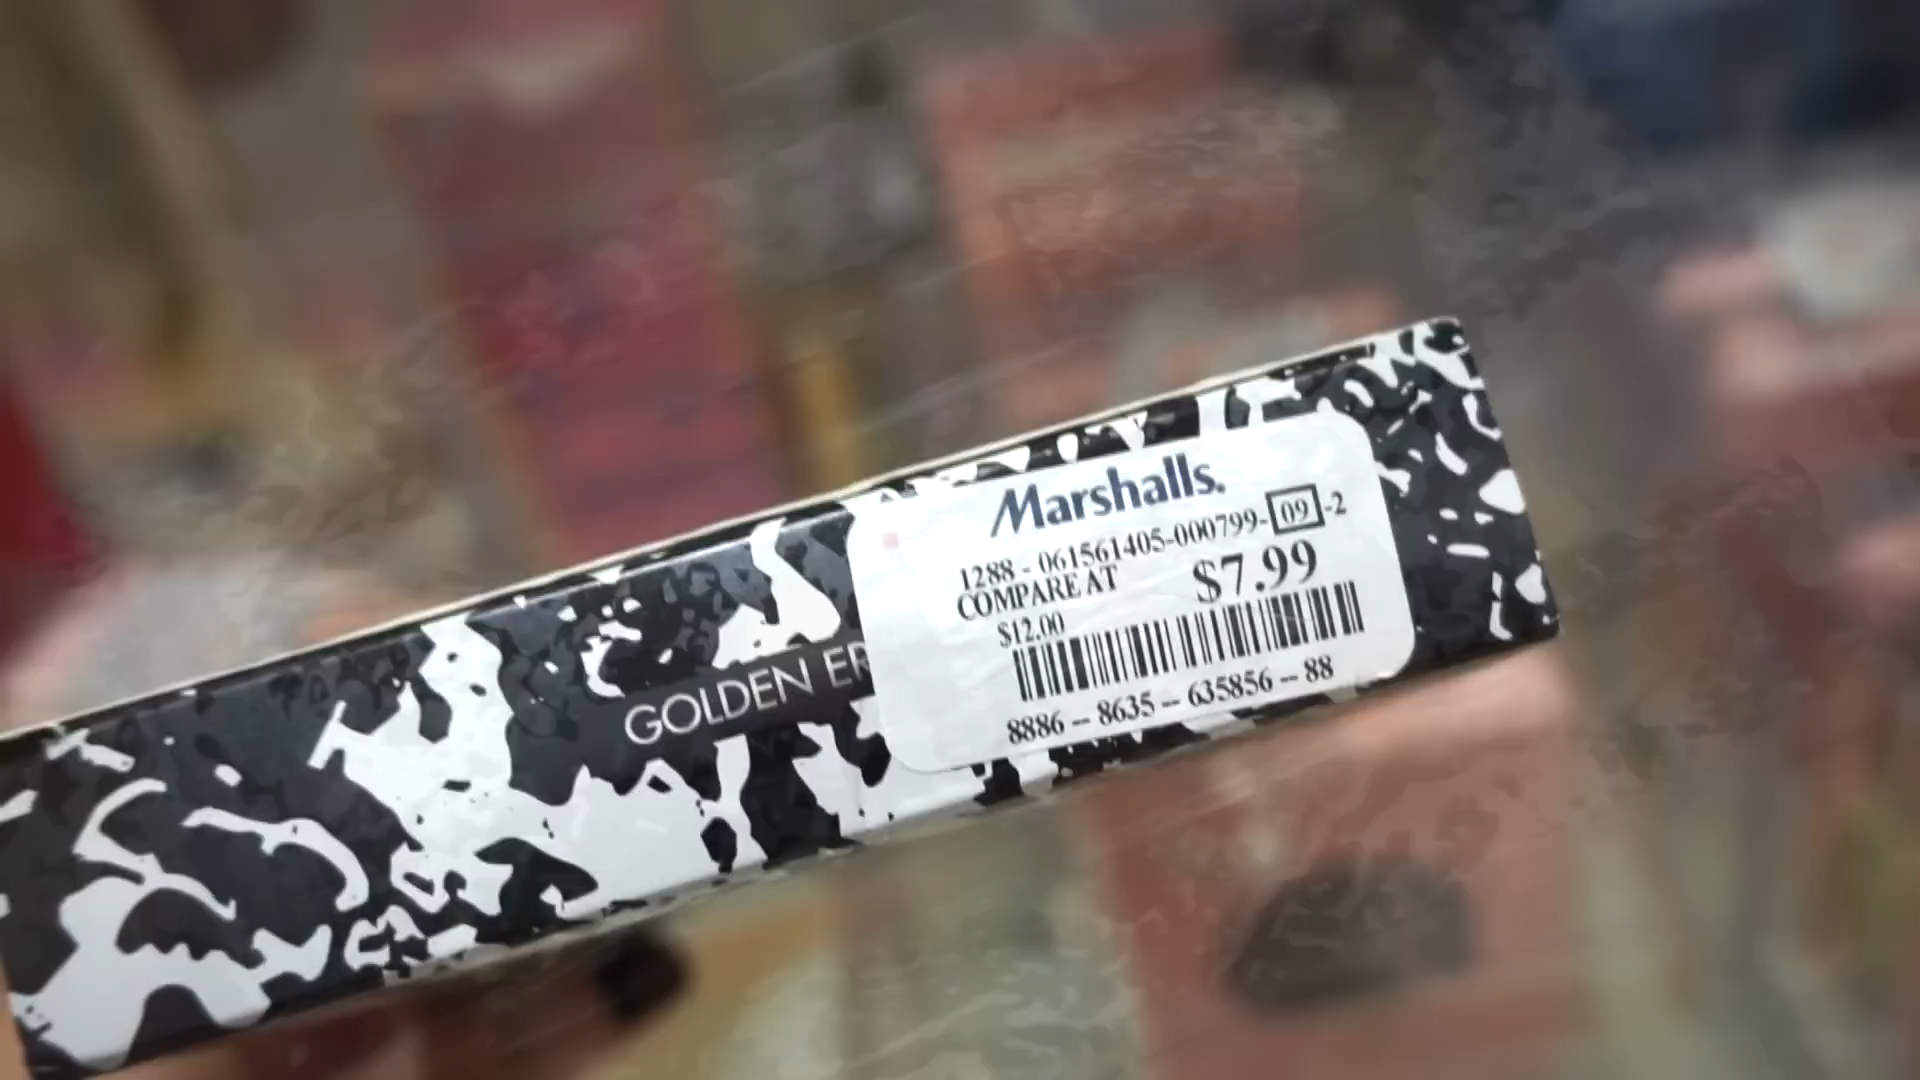 Marshalls.
1288 - 061561405-000799-09-2
COMPARE AT $7.99
$12.00
8886 -- 8635 -- 635856 -- 88
GOLDEN ER